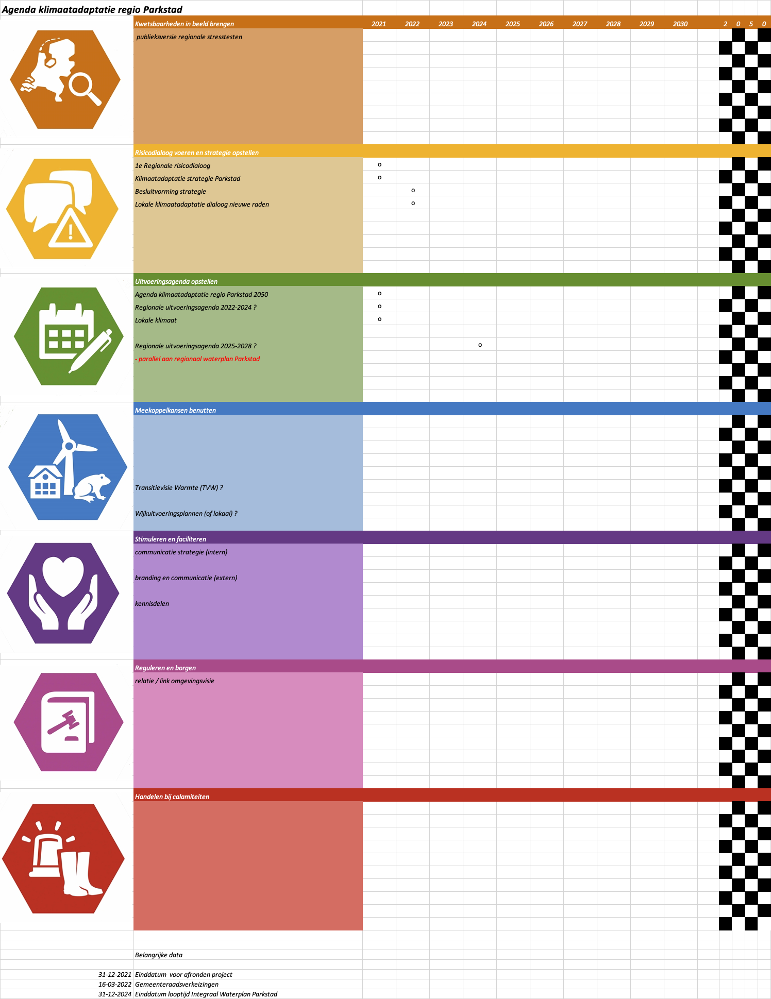 Agenda klimaatadaptatie regio Parkstad
Kwetsbaarheden in beeld brengen 2021 2022 2023 2024 2025 2026 2027 2028 2029 2030 2 0 5 0
publieksversie regionale stresstesten
Risicodialoog voeren en strategie opstellen
1e Regionale risicodialoog o
Klimaatadaptatie strategie Parkstad o
Besluitvorming strategie o
Lokale klimaatadaptatie dialoog nieuwe raden o
Uitvoeringsagenda opstellen
Agenda klimaatadaptatie regio Parkstad 2050 o
Regionale uitvoeringsagenda 2022-2024 ? o
Lokale klimaat o
Regionale uitvoeringsagenda 2025-2028 ? o
- parallel aan regionaal waterplan Parkstad
Meekoppelkansen benutten
Transitievisie Warmte (TVW) ?
Wijkuitvoeringsplannen (of lokaal) ?
Stimuleren en faciliteren
communicatie strategie (intern)
branding en communicatie (extern)
kennisdelen
Reguleren en borgen
relatie / link omgevingsvisie
Handelen bij calamiteiten
Belangrijke data
31-12-2021 Einddatum voor afronden project
16-03-2022 Gemeenteraadsverkeizingen
31-12-2024 Einddatum looptijd Integraal Waterplan Parkstad